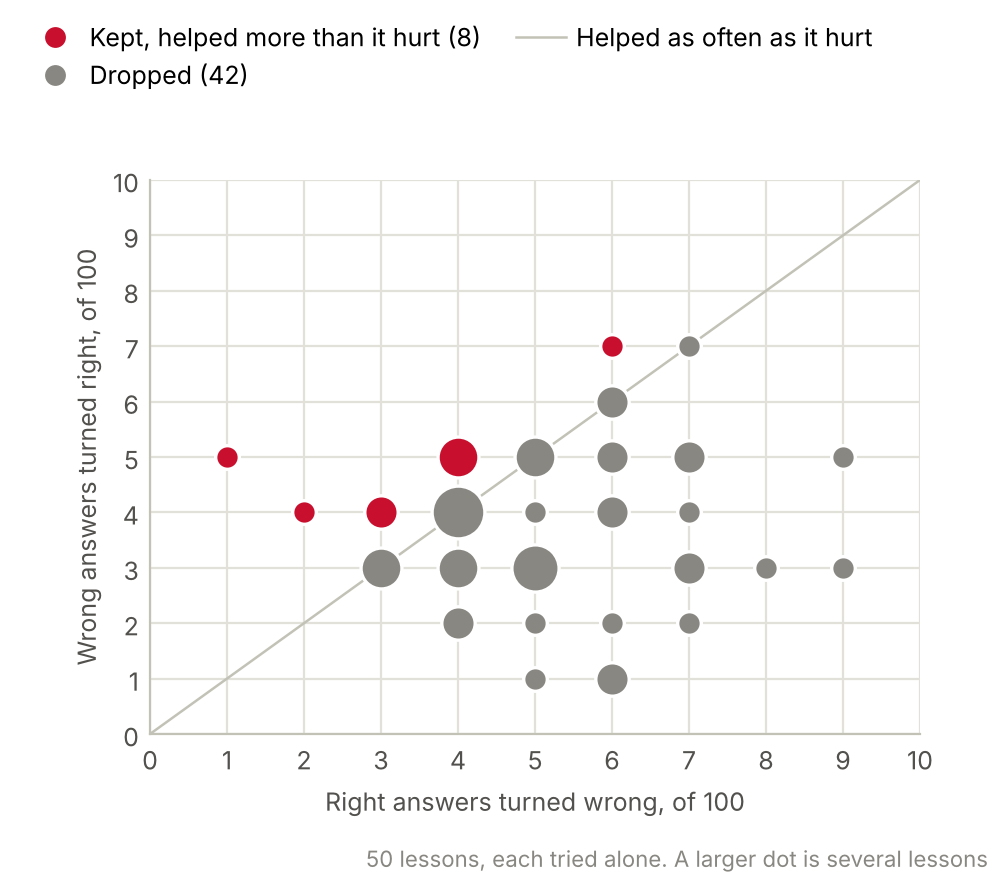 Kept, helped more than it hurt (8)
Helped as often as it hurt
Dropped (42)
Wrong answers turned right, of 100
10
9
8
7
6
5
4
3
2
1
0
0 1 2 3 4 5 6 7 8 9 10
Right answers turned wrong, of 100
50 lessons, each tried alone. A larger dot is several lessons